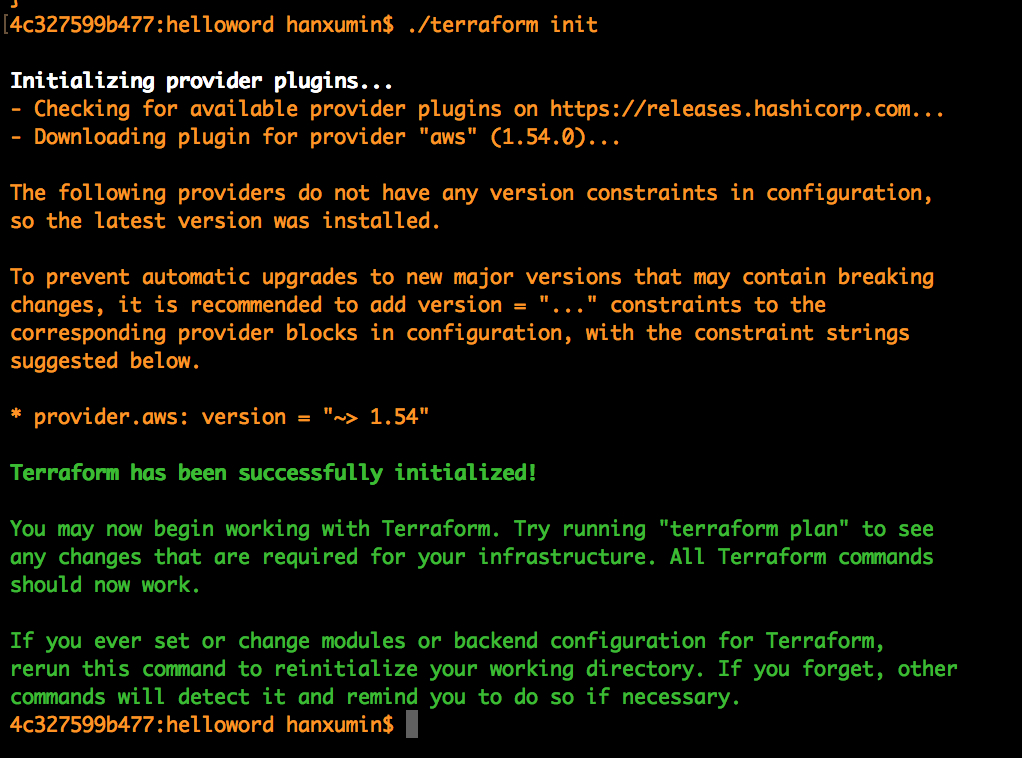 [4c327599b477:helloword hanxumin$ ./terraform init
Initializing provider plugins...
- Checking for available provider plugins on https://releases.hashicorp.com...
- Downloading plugin for provider "aws" (1.54.0)...
The following providers do not have any version constraints in configuration,
so the latest version was installed.
To prevent automatic upgrades to new major versions that may contain breaking
changes, it is recommended to add version = "..." constraints to the
corresponding provider blocks in configuration, with the constraint strings
suggested below.
* provider.aws: version = "~> 1.54"
Terraform has been successfully initialized!
You may now begin working with Terraform. Try running "terraform plan" to see
any changes that are required for your infrastructure. All Terraform commands
should now work.
If you ever set or change modules or backend configuration for Terraform,
rerun this command to reinitialize your working directory. If you forget, other
commands will detect it and remind you to do so if necessary.
4c327599b477:helloword hanxumin$